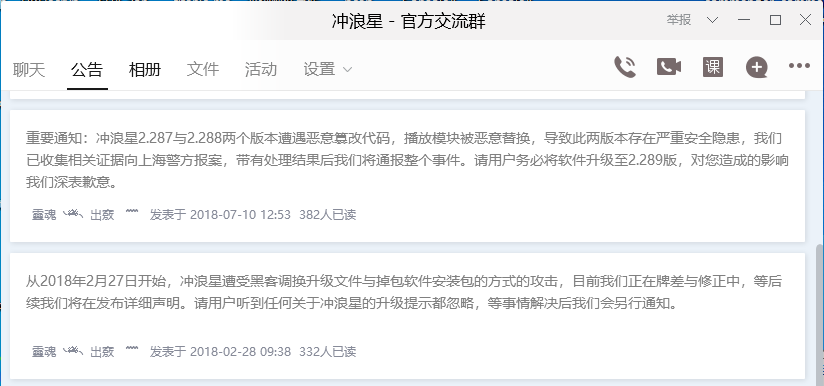 冲浪星 - 官方交流群
举报
聊天 公告 相册 文件 活动 设置
课
重要通知：冲浪星2.287与2.288两个版本遭遇恶意篡改代码，播放模块被恶意替换，导致此两版本存在严重安全隐患，我们
已收集相关证据向上海警方报案，带有处理结果后我们将通报整个事件。请用户务必将软件升级至2.289版，对您造成的影响
我们深表歉意。
靈魂 出竅 发表于 2018-07-10 12:53 382人已读
从2018年2月27日开始，冲浪星遭受黑客调换升级文件与掉包软件安装包的方式的攻击，目前我们正在牌差与修正中，等后
续我们将在发布详细声明。请用户听到任何关于冲浪星的升级提示都忽略，等事情解决后我们会另行通知。
靈魂 出竅 发表于 2018-02-28 09:38 332人已读